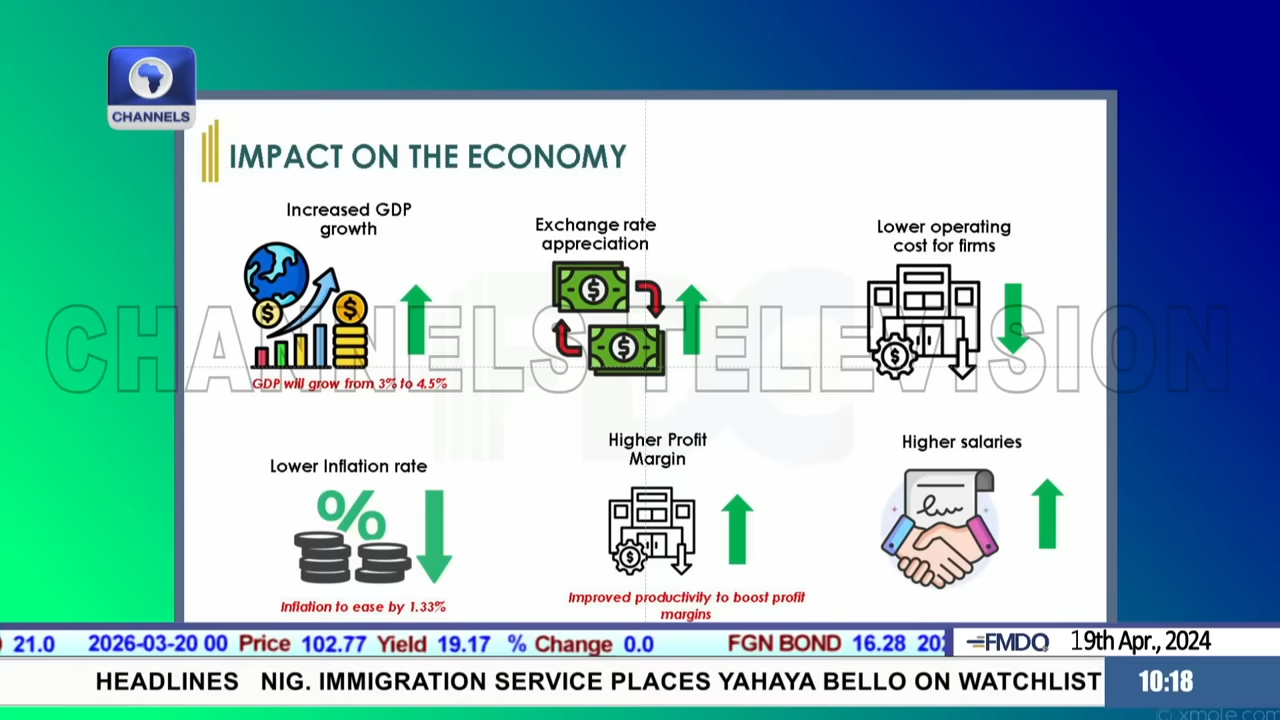 CHANNELS
IMPACT ON THE ECONOMY
Increased GDP
growth
Exchange rate
appreciation
Lower operating
cost for firms
CHANNELS TELEVISION
GDP will grow from 3% to 4.5%
Lower Inflation rate
Higher Profit
Margin
Higher salaries
%
Inflation to ease by 1.33%
Improved productivity to boost profit
margins
21.0 2026-03-20 00 Price 102.77 Yield 19.17 % Change 0.0 FGN BOND 16.28
FMDQ 19th Apr., 2024
HEADLINES NIG. IMMIGRATION SERVICE PLACES YAHAYA BELLO ON WATCHLIST
10:18